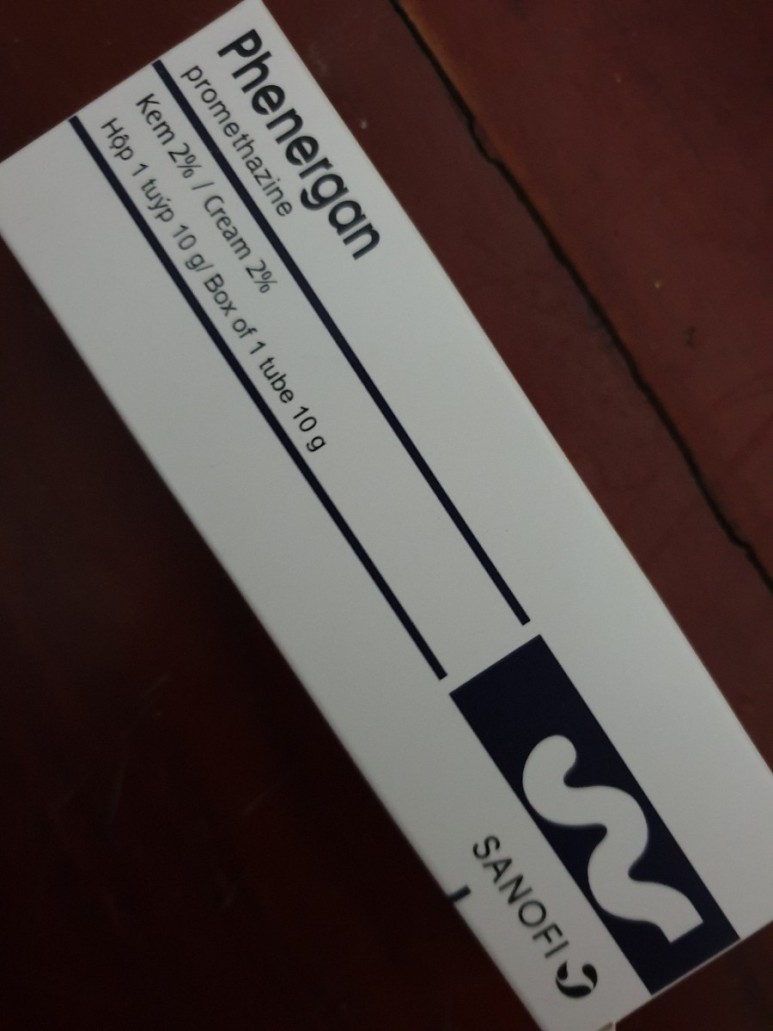 Phenergan
promethazine
Kem 2% / Cream 2%
Hộp 1 tuýp 10 g/ Box of 1 tube 10 g
SANOFI